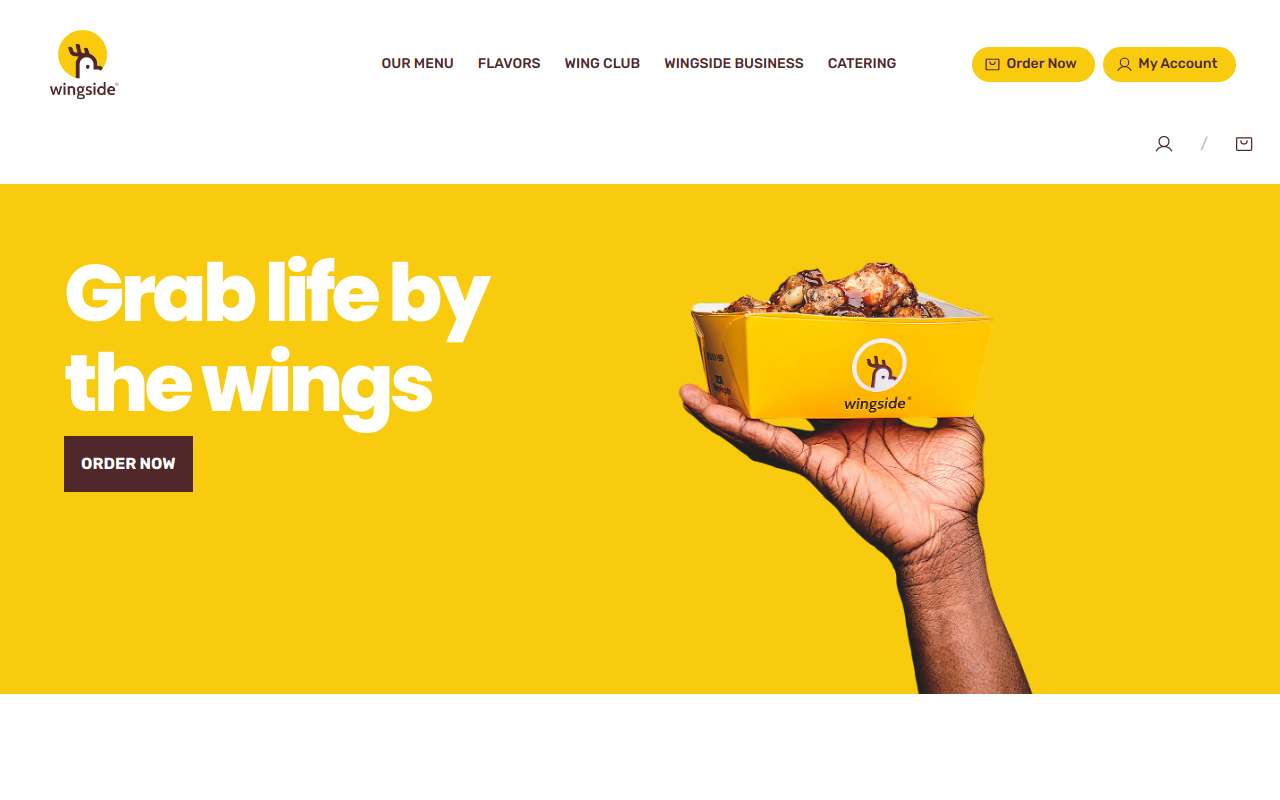 wingside
OUR MENU
FLAVORS
WING CLUB
WINGSIDE BUSINESS
CATERING
Order Now
My Account
/
Grab life by
the wings
ORDER NOW
wingside